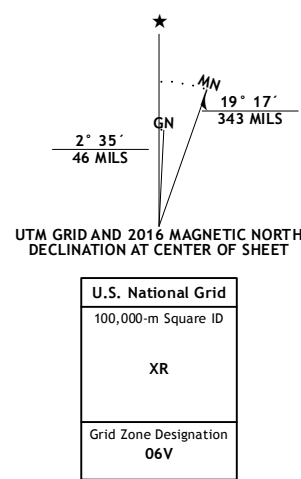 ★
MN
GN
19° 17´
343 MILS
2° 35´
46 MILS
UTM GRID AND 2016 MAGNETIC NORTH
DECLINATION AT CENTER OF SHEET
U.S. National Grid
100,000-m Square ID
XR
Grid Zone Designation
06V